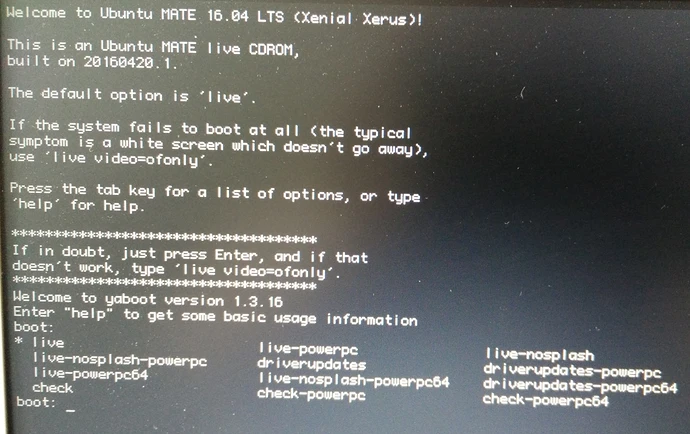 Welcome to Ubuntu MATE 16.04 LTS (Xenial Xerus)!
This is an Ubuntu MATE live CDROM,
built on 20160420.1.
The default option is 'live'.
If the system fails to boot at all (the typical
symptom is a white screen which doesn't go away),
use 'live video=ofonly'.
Press the tab key for a list of options, or type
'help' for help.
**************************************
If in doubt, just press Enter, and if that
doesn't work, type 'live video=ofonly'.
**************************************
Welcome to yaboot version 1.3.16
Enter "help" to get some basic usage information
boot:
* live live-powerpc live-nosplash
live-nosplash-powerpc driverupdates driverupdates-powerpc
live-powerpc64 live-nosplash-powerpc64 driverupdates-powerpc64
check check-powerpc check-powerpc64
boot: _